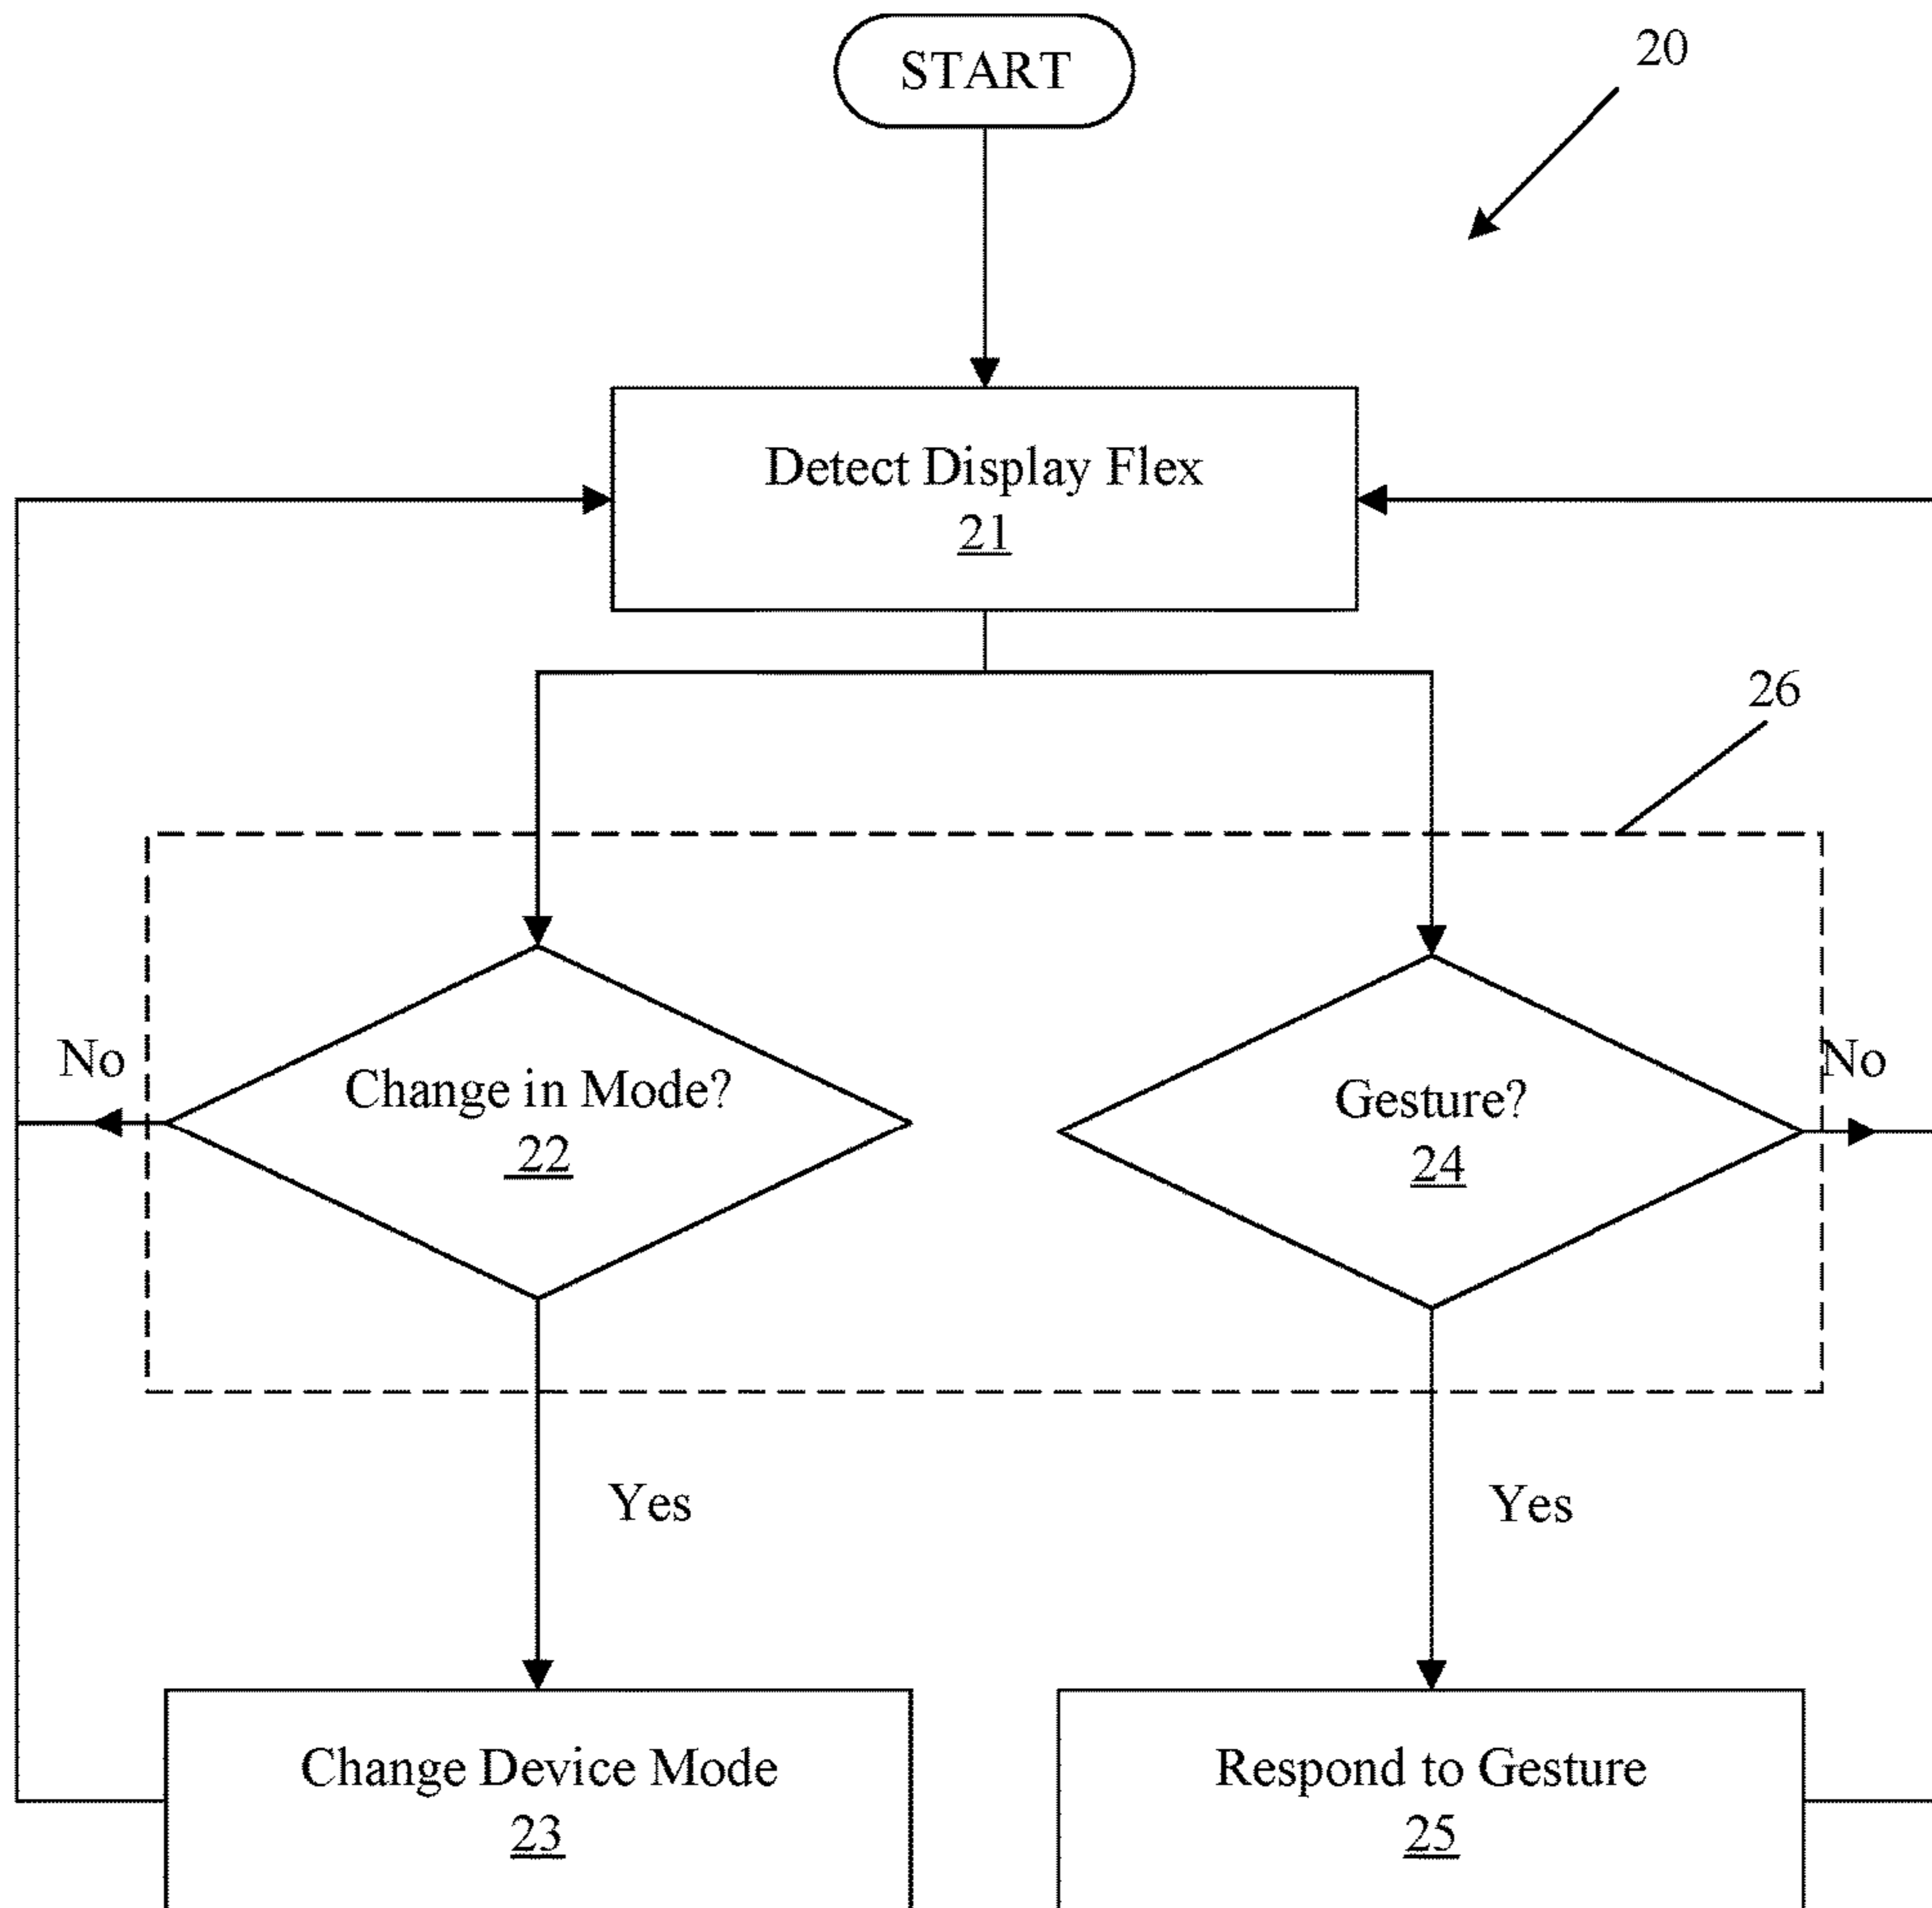 START
20
Detect Display Flex
21
26
No
Change in Mode?
22
Gesture?
24
No
Yes
Yes
Change Device Mode
23
Respond to Gesture
25